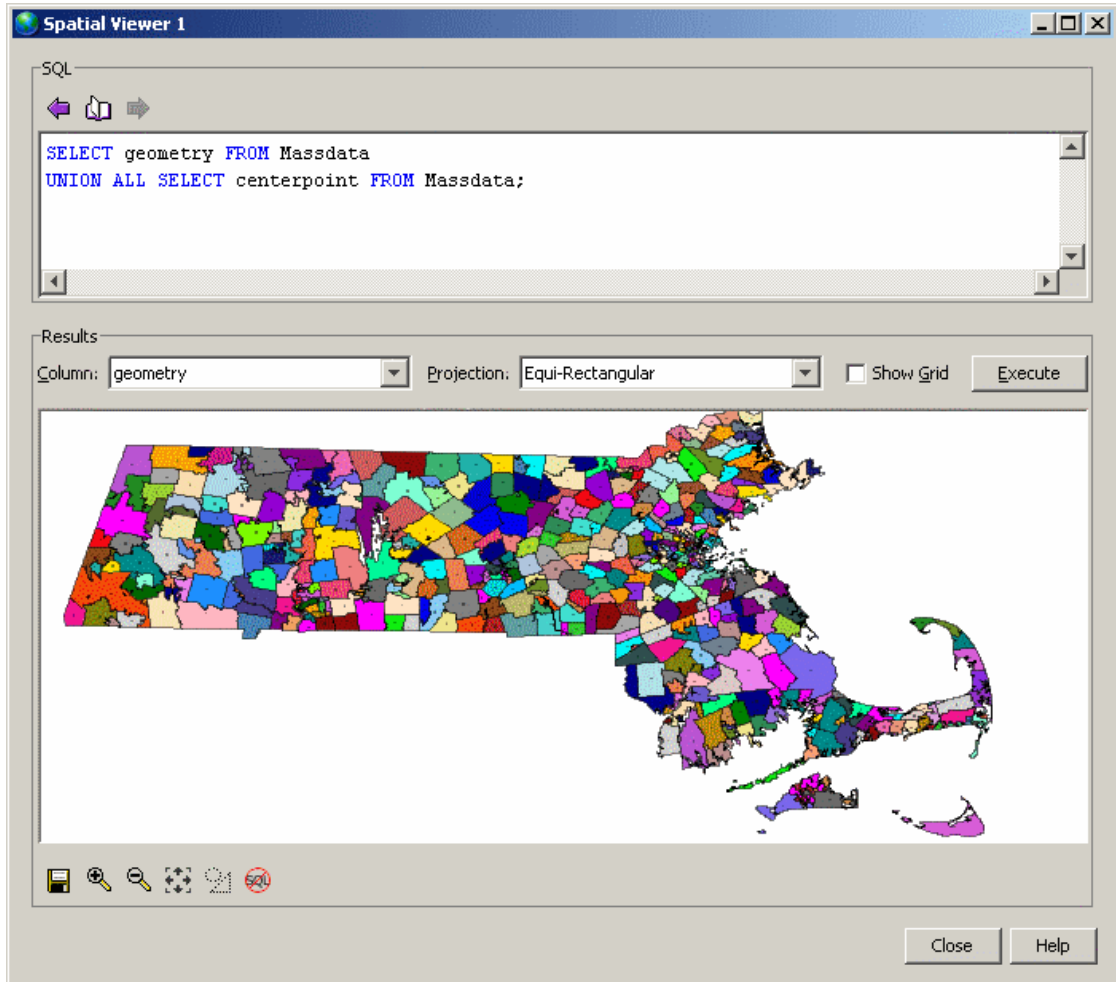 Spatial Viewer 1
SQL
SELECT geometry FROM Massdata
UNION ALL SELECT centerpoint FROM Massdata;
Results
Column: geometry Projection: Equi-Rectangular Show Grid Execute
SQL
Close Help